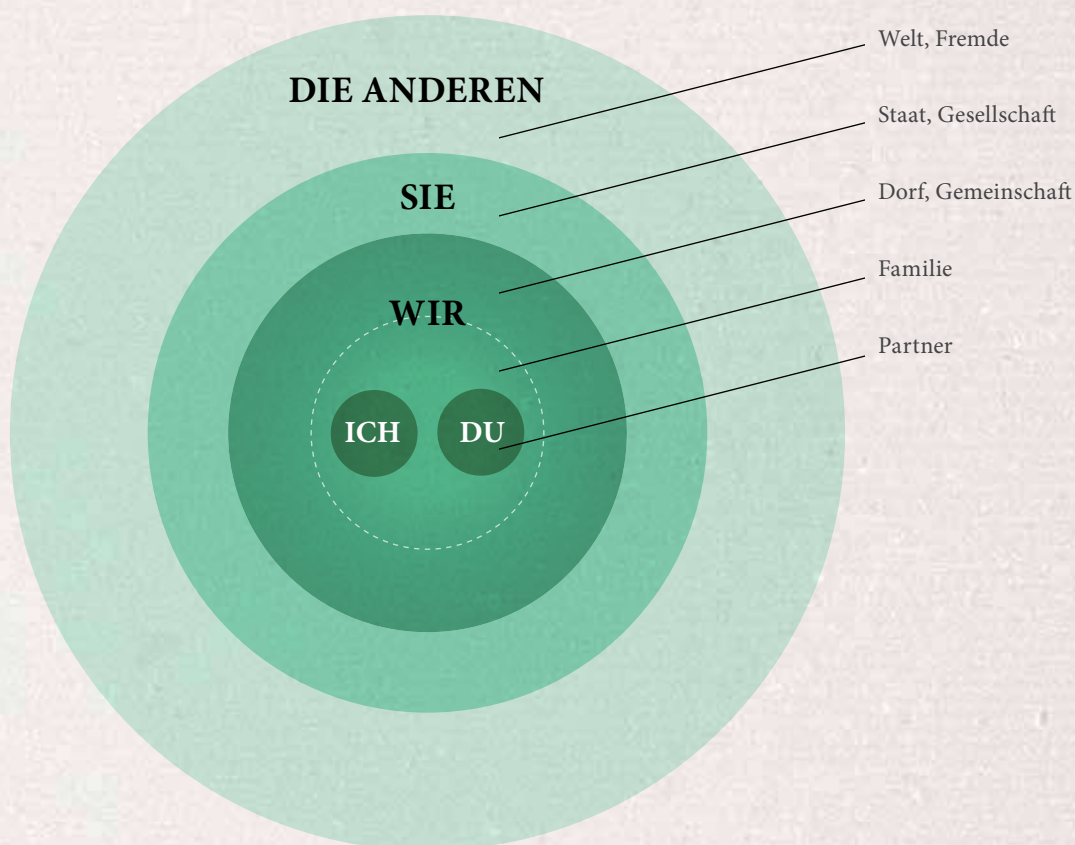 Welt, Fremde
DIE ANDEREN
Staat, Gesellschaft
SIE
Dorf, Gemeinschaft
Familie
WIR
Partner
ICH
DU